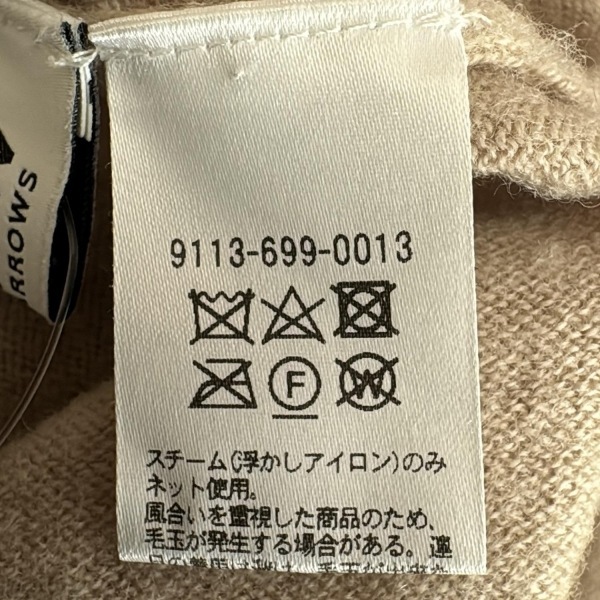 RROWS
9113-699-0013
F
W
スチーム(浮かしアイロン)のみ
ネット使用。
風合いを重視した商品のため、
毛玉が発生する場合がある。連